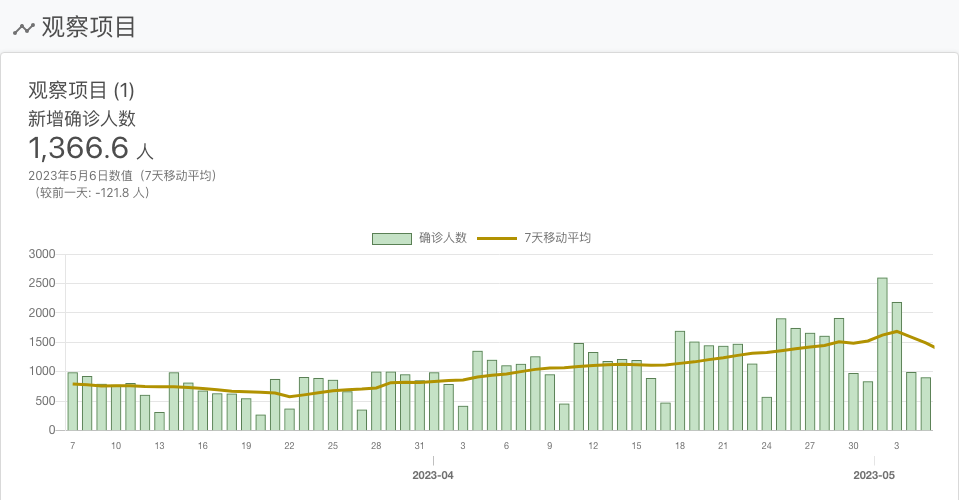 观察项目
观察项目 (1)
新增确诊人数
1,366.6 人
2023年5月6日数值（7天移动平均）
（较前一天: -121.8 人）
确诊人数 7天移动平均
3000
2500
2000
1500
1000
500
0
7 10 13 16 19 22 25 28 31 3 6 9 12 15 18 21 24 27 30 3
2023-04 2023-05